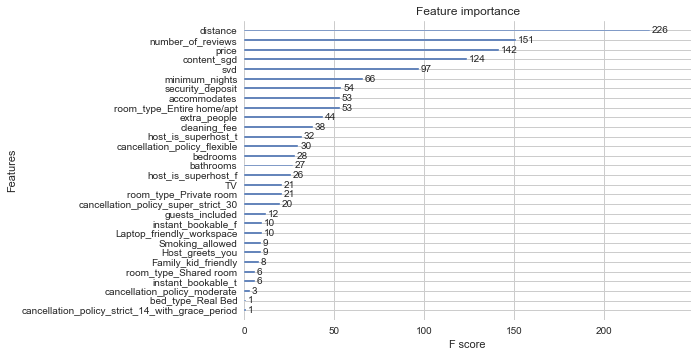 Feature importance
distance 226
number_of_reviews 151
price 142
content_sgd 124
svd 97
minimum_nights 66
security_deposit 54
accommodates 53
room_type_Entire home/apt 53
extra_people 44
cleaning_fee 38
host_is_superhost_t 32
cancellation_policy_flexible 30
bedrooms 28
bathrooms 27
host_is_superhost_f 26
TV 21
room_type_Private room 21
cancellation_policy_super_strict_30 20
guests_included 12
instant_bookable_f 10
Laptop_friendly_workspace 10
Smoking_allowed 9
Host_greets_you 9
Family_kid_friendly 8
room_type_Shared room 6
instant_bookable_t 6
cancellation_policy_moderate 3
bed_type_Real Bed 1
cancellation_policy_strict_14_with_grace_period 1
0 50 100 150 200
F score
Features